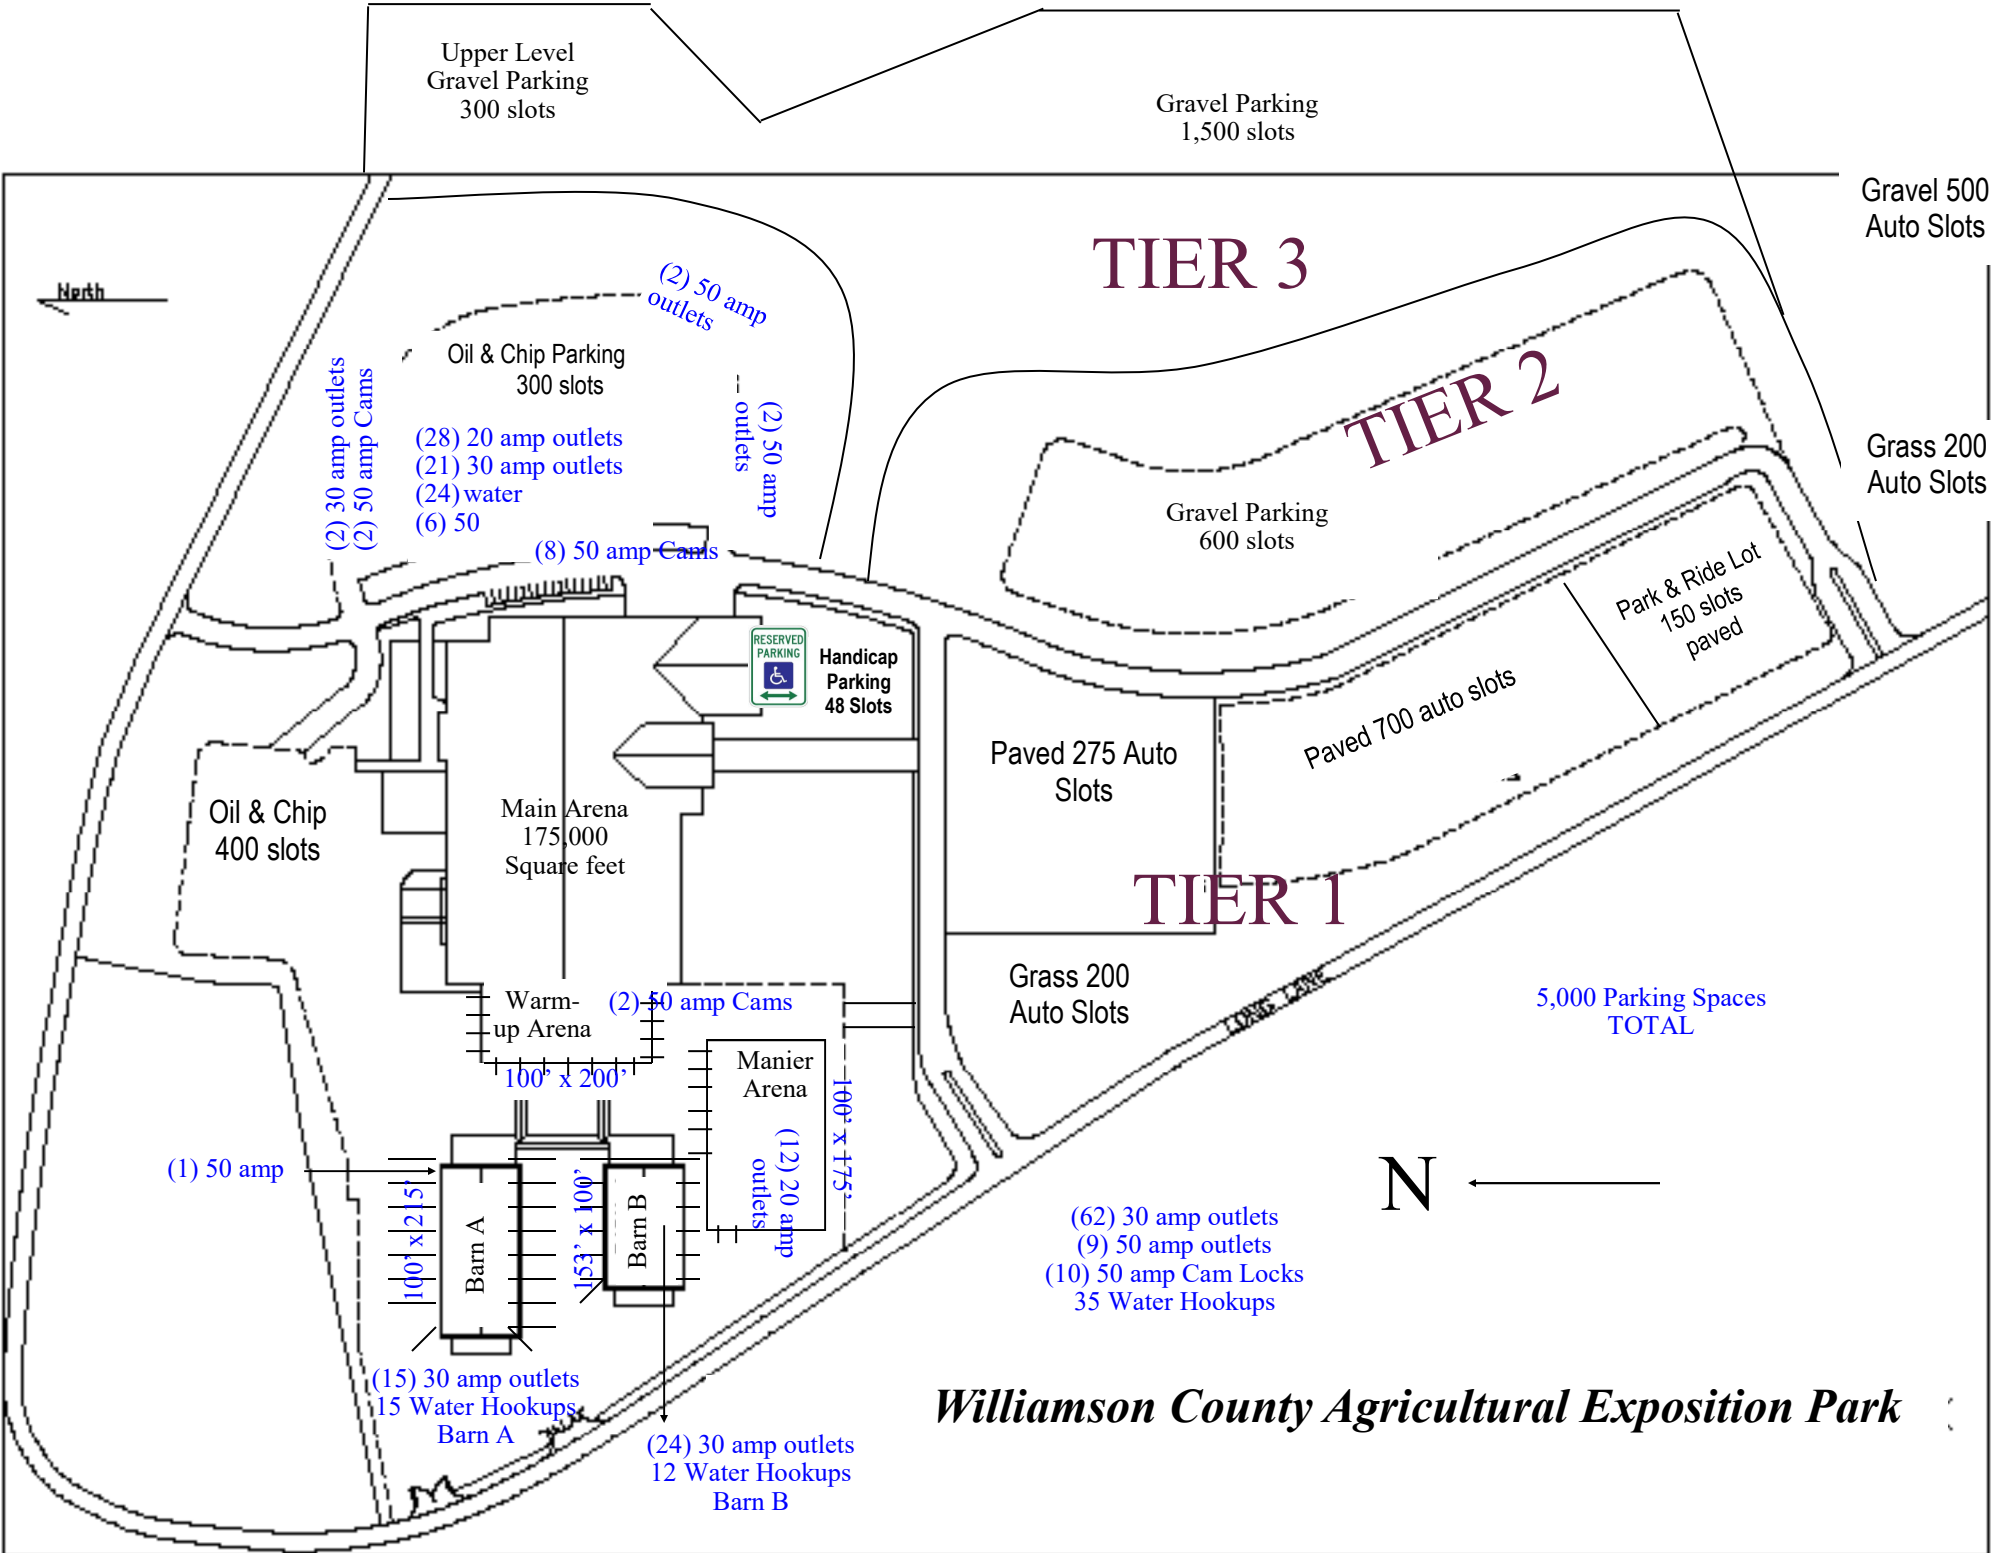 Upper Level
Gravel Parking
300 slots
Gravel Parking
1,500 slots
Gravel 500
Auto Slots
TIER 3
North
(2) 50 amp
outlets
Oil & Chip Parking
300 slots
(2) 30 amp outlets
(2) 50 amp Cams
(28) 20 amp outlets
(21) 30 amp outlets
(24) water
(6) 50
(2) 50 amp
outlets
(8) 50 amp Cams
TIER 2
Grass 200
Auto Slots
Gravel Parking
600 slots
Park & Ride Lot
150 slots
paved
RESERVED
PARKING
Handicap
Parking
48 Slots
Paved 700 auto slots
Paved 275 Auto
Slots
Oil & Chip
400 slots
Main Arena
175,000
Square feet
TIER 1
Grass 200
Auto Slots
LONG LANE
5,000 Parking Spaces
TOTAL
Warm-
up Arena
(2) 50 amp Cams
100’ x 200’
Manier
Arena
100’ x 175’
(12) 20 amp
outlets
(1) 50 amp
100’ x215’
Barn A
153’ x 100’
Barn B
N
(62) 30 amp outlets
(9) 50 amp outlets
(10) 50 amp Cam Locks
35 Water Hookups
(15) 30 amp outlets
15 Water Hookups
Barn A
(24) 30 amp outlets
12 Water Hookups
Barn B
Williamson County Agricultural Exposition Park